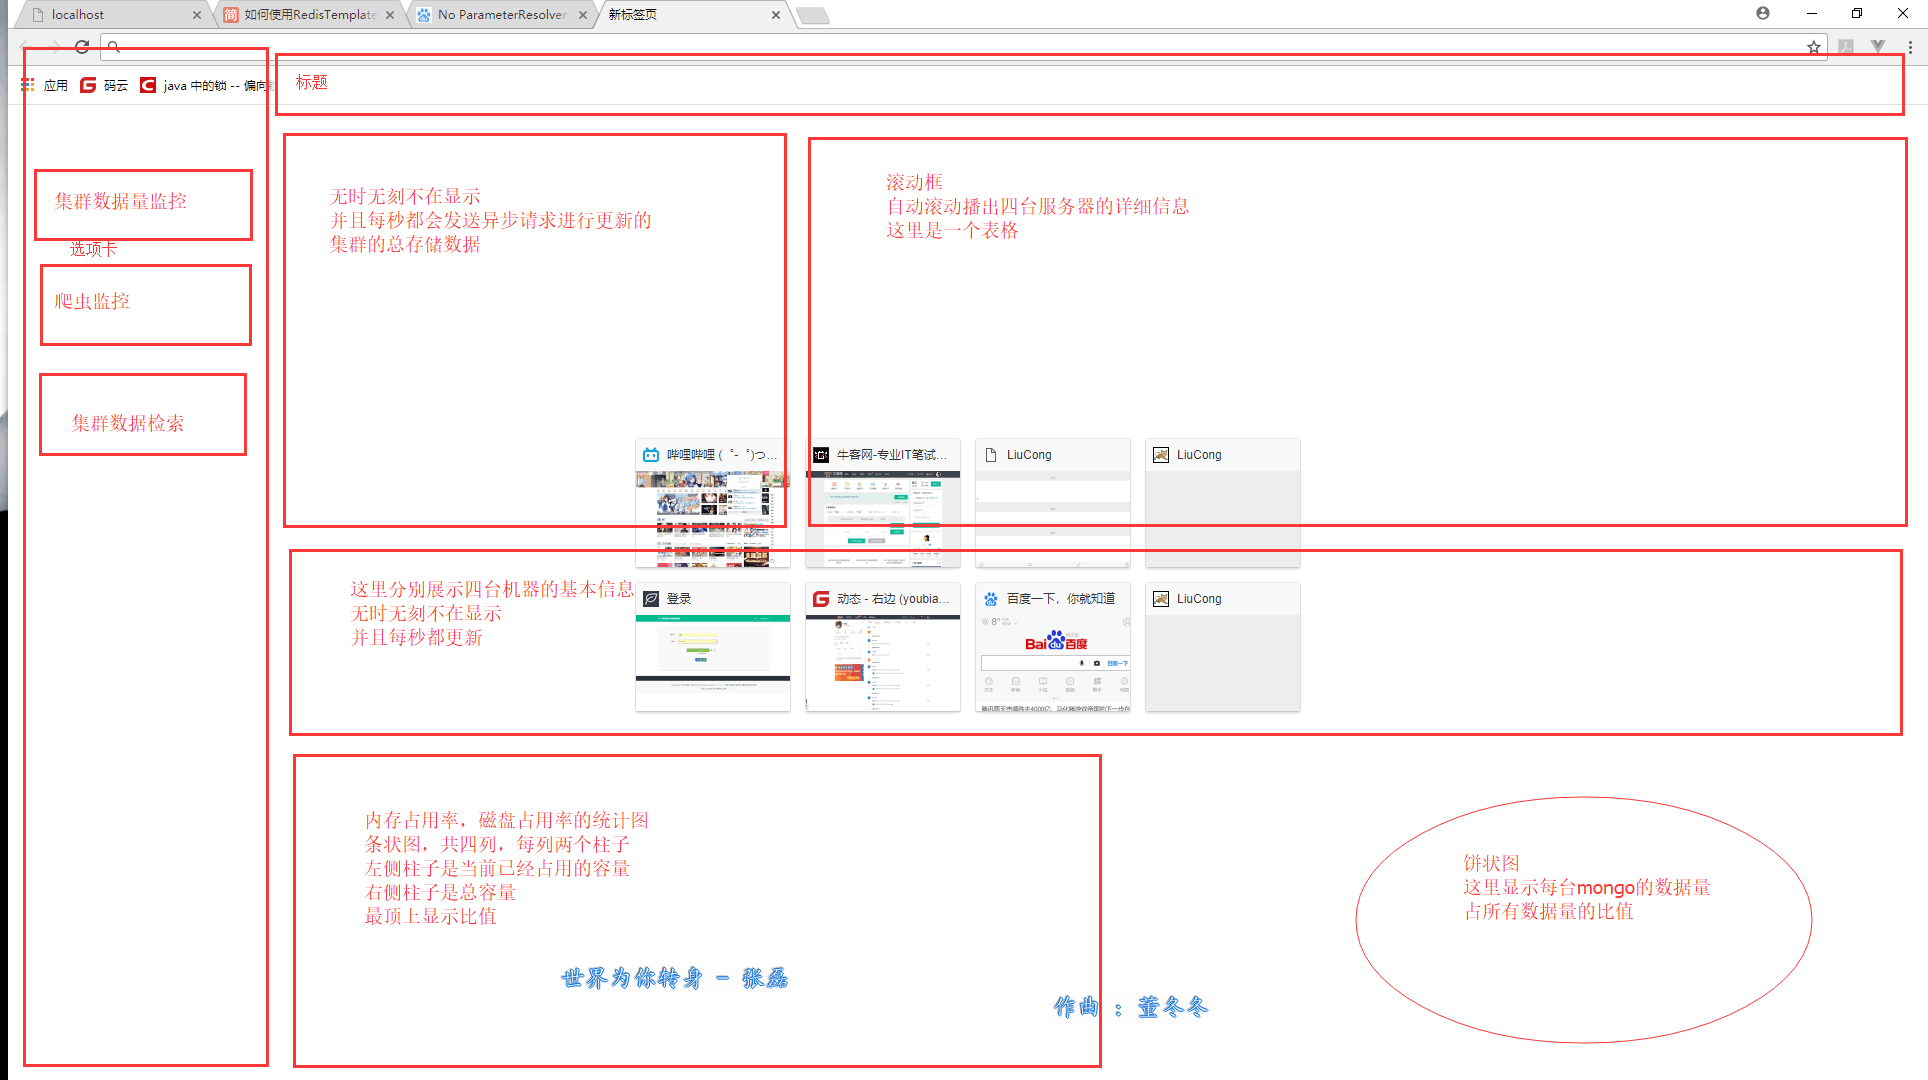 localhost
如何使用RedisTemplate
No ParameterResolver
新标签页
应用
码云
java 中的锁 -- 偏向锁
标题
集群数据量监控
选项卡
爬虫监控
集群数据检索
无时无刻不在显示
并且每秒都会发送异步请求进行更新的
集群的总存储数据
滚动框
自动滚动播出四台服务器的详细信息
这里是一个表格
哔哩哔哩 ( ゜- ゜)つ...
牛客网-专业IT笔试...
LiuCong
LiuCong
这里分别展示四台机器的基本信息
无时无刻不在显示
并且每秒都更新
登录
动态 - 右边 (youbia...
百度一下，你就知道
LiuCong
8°
Bai du 百度
百度一下
内存占用率，磁盘占用率的统计图
条状图，共四列，每列两个柱子
左侧柱子是当前已经占用的容量
右侧柱子是总容量
最顶上显示比值
饼状图
这里显示每台mongo的数据量
占所有数据量的比值
世界为你转身 - 张磊
作曲 : 董冬冬